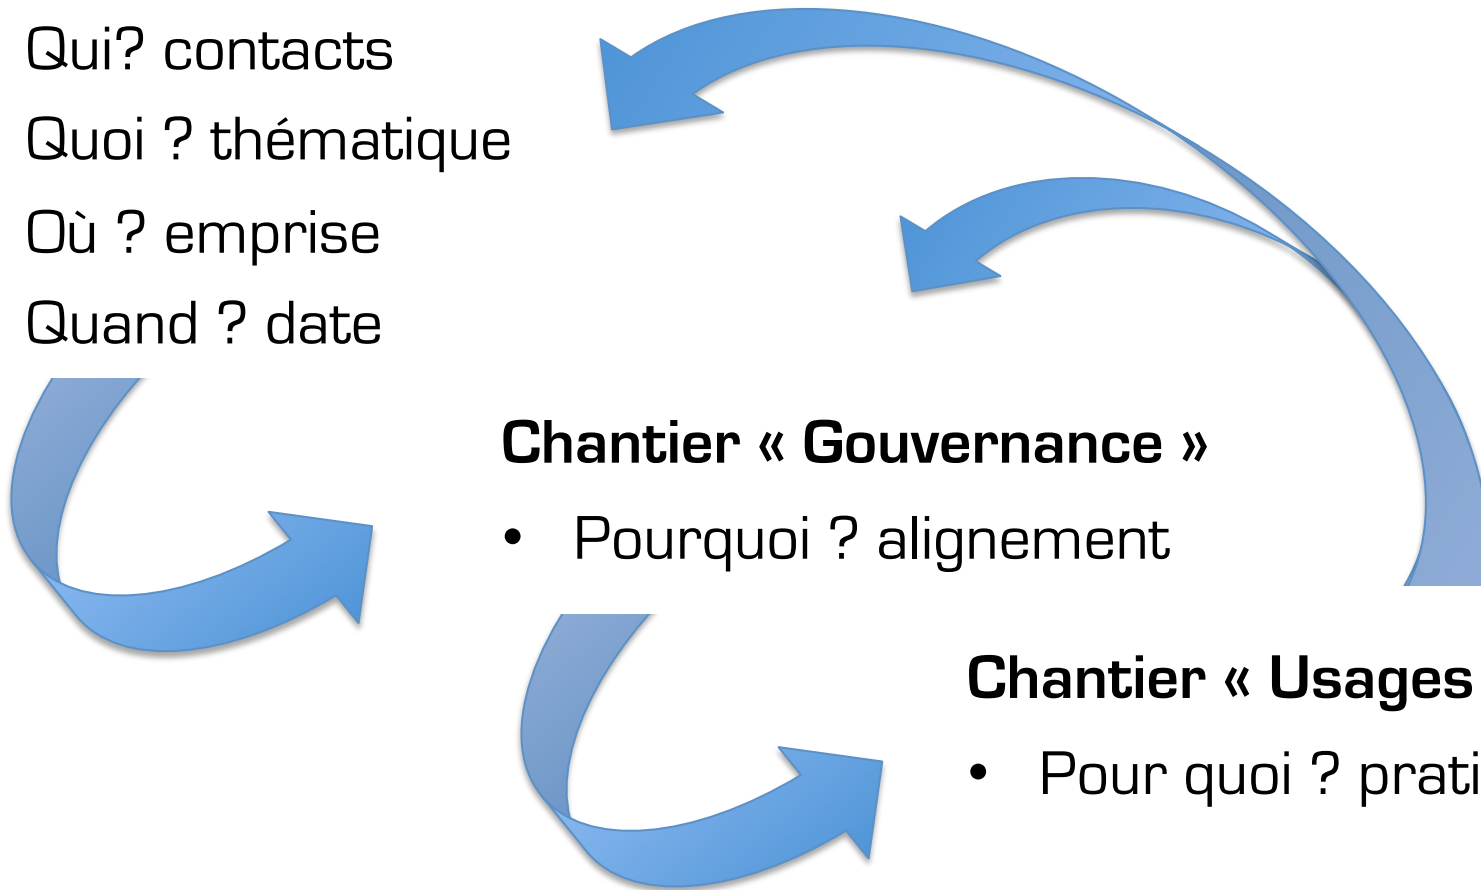 Qui? contacts
Quoi ? thématique
Où ? emprise
Quand ? date
Chantier « Gouvernance »
• Pourquoi ? alignement
Chantier « Usages
• Pour quoi ? prati